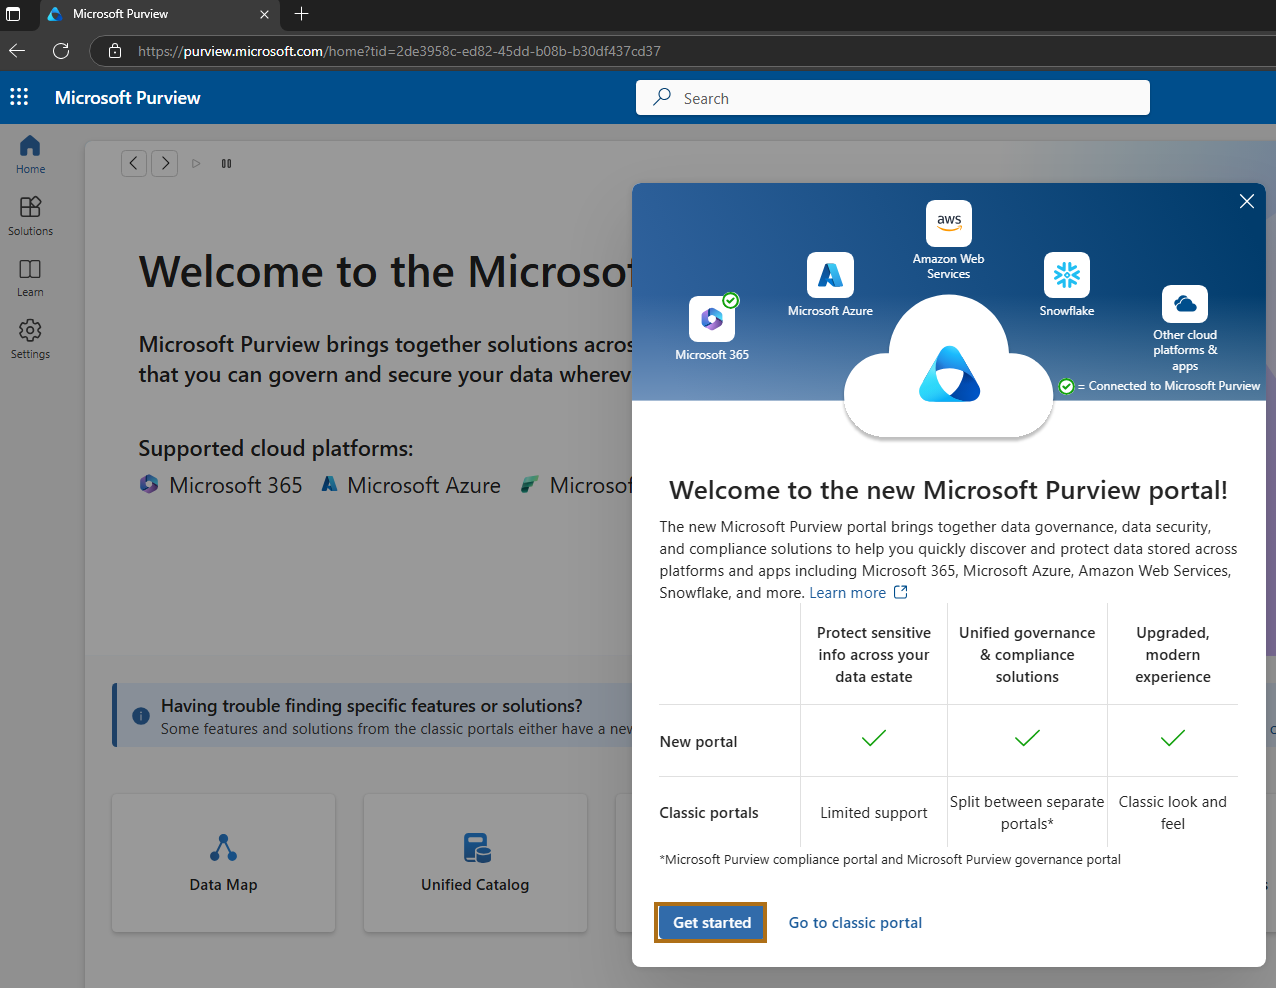 Microsoft Purview
https://purview.microsoft.com/home?tid=2de3958c-ed82-45dd-b08b-b30df437cd37
Microsoft Purview
Search
Home
Solutions
Learn
Settings
Welcome to the Microsof
Microsoft Purview brings together solutions acros
that you can govern and secure your data wherev
Supported cloud platforms:
Microsoft 365 Microsoft Azure Microsof
Having trouble finding specific features or solutions?
Some features and solutions from the classic portals either have a new
Data Map
Unified Catalog
aws
Amazon Web
Services
Microsoft Azure
Snowflake
Microsoft 365
Other cloud
platforms &
apps
= Connected to Microsoft Purview
Welcome to the new Microsoft Purview portal!
The new Microsoft Purview portal brings together data governance, data security,
and compliance solutions to help you quickly discover and protect data stored across
platforms and apps including Microsoft 365, Microsoft Azure, Amazon Web Services,
Snowflake, and more. Learn more
Protect sensitive
info across your
data estate
Unified governance
& compliance
solutions
Upgraded,
modern
experience
New portal
Classic portals
Limited support
Split between separate
portals*
Classic look and
feel
*Microsoft Purview compliance portal and Microsoft Purview governance portal
Get started
Go to classic portal